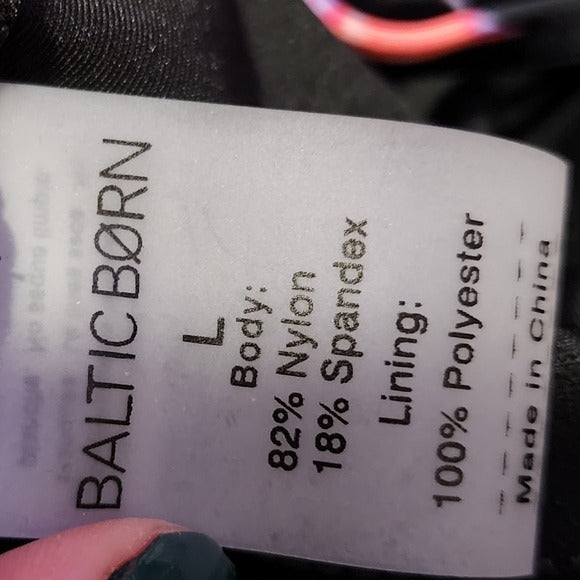 BALTIC BØRN
L
Body:
82% Nylon
18% Spandex
Lining:
100% Polyester
Made in China